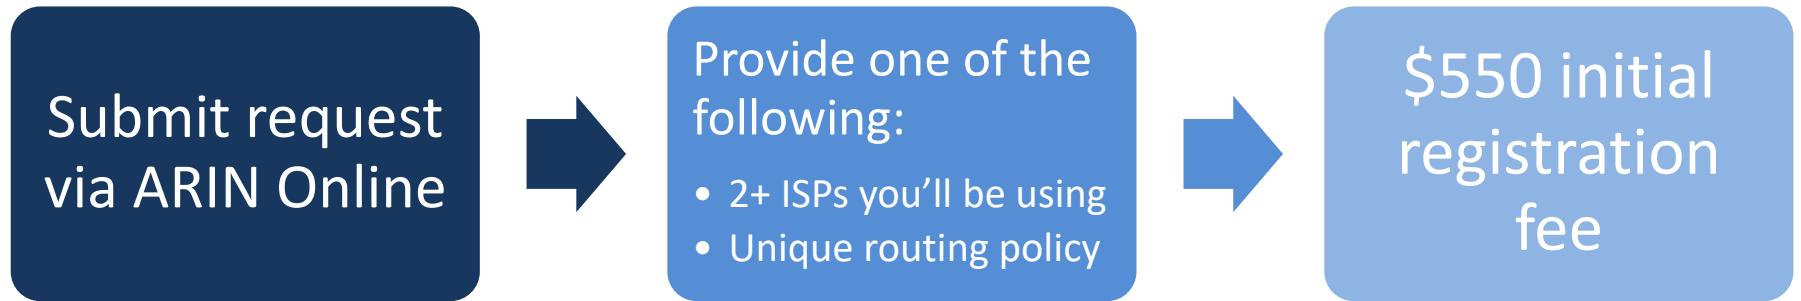 Submit request
via ARIN Online
Provide one of the
following:
• 2+ ISPs you’ll be using
• Unique routing policy
$550 initial
registration
fee